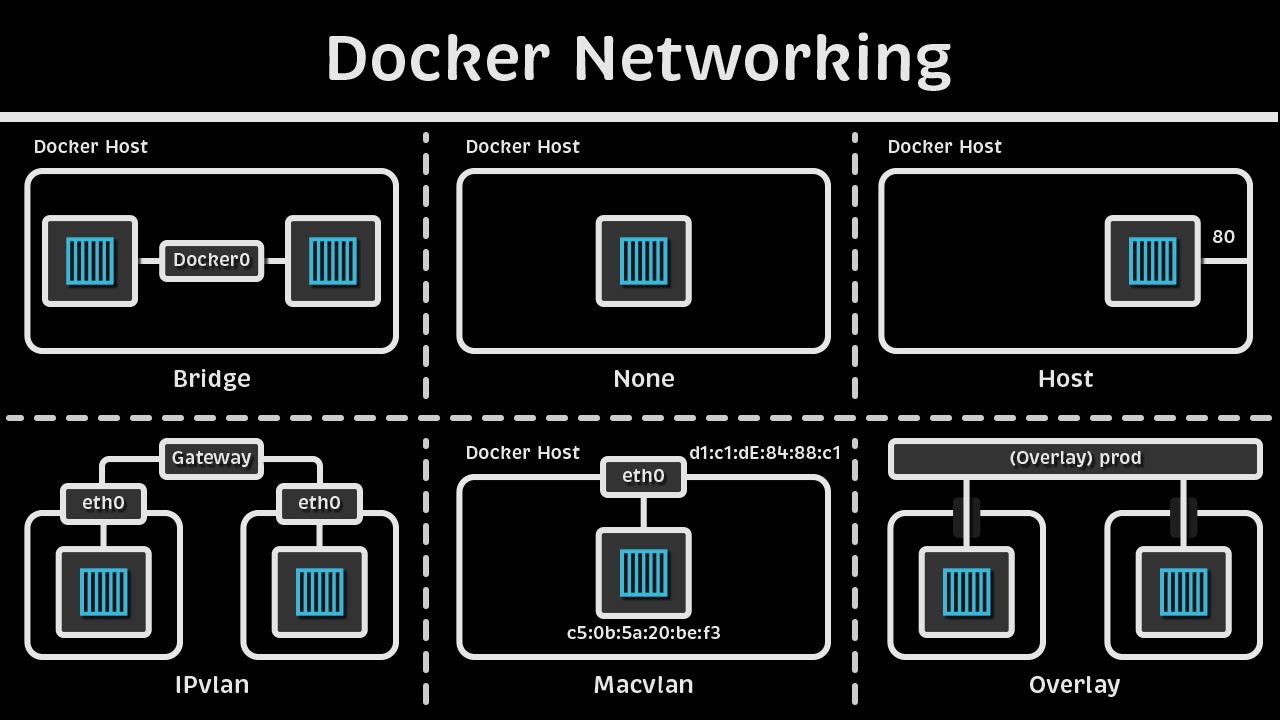 Docker Networking
Docker Host
Docker0
Bridge
Docker Host
None
Docker Host
80
Host
Gateway
eth0
eth0
IPvlan
Docker Host
d1:c1:dE:84:88:c1
eth0
c5:0b:5a:20:be:f3
Macvlan
(Overlay) prod
Overlay